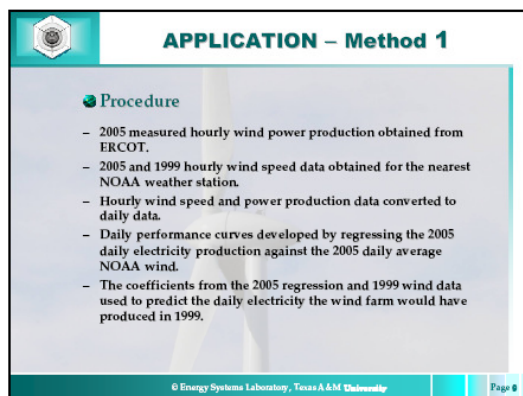 APPLICATION – Method 1
Procedure
– 2005 measured hourly wind power production obtained from
ERCOT.
– 2005 and 1999 hourly wind speed data obtained for the nearest
NOAA weather station.
– Hourly wind speed and power production data converted to
daily data.
– Daily performance curves developed by regressing the 2005
daily electricity production against the 2005 daily average
NOAA wind.
– The coefficients from the 2005 regression and 1999 wind data
used to predict the daily electricity the wind farm would have
produced in 1999.
© Energy Systems Laboratory, Texas A&M University
Page 6